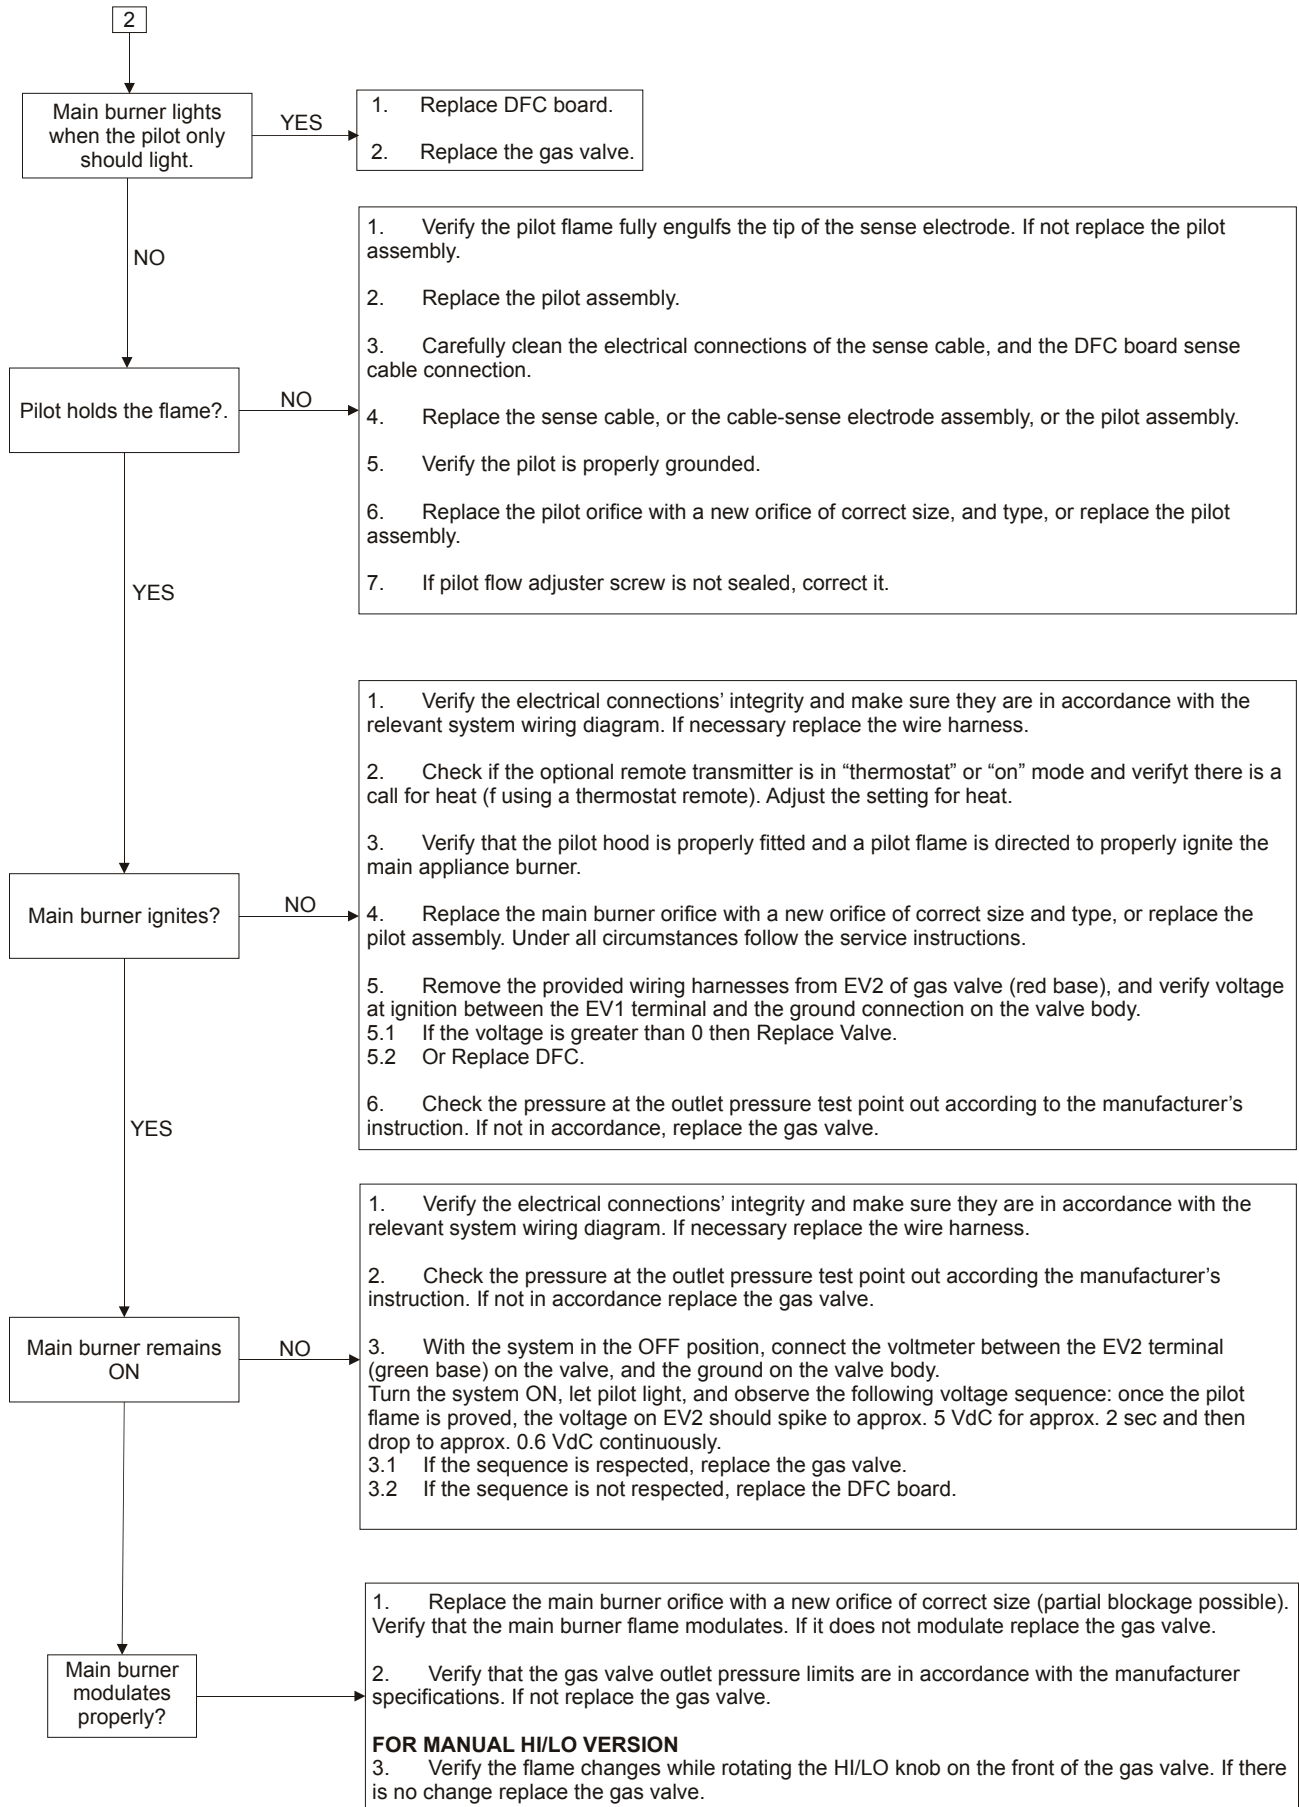 2
Main burner lights
when the pilot only
should light.
YES
1. Replace DFC board.
2. Replace the gas valve.
NO
1. Verify the pilot flame fully engulfs the tip of the sense electrode. If not replace the pilot
assembly.
2. Replace the pilot assembly.
3. Carefully clean the electrical connections of the sense cable, and the DFC board sense
cable connection.
4. Replace the sense cable, or the cable-sense electrode assembly, or the pilot assembly.
5. Verify the pilot is properly grounded.
6. Replace the pilot orifice with a new orifice of correct size, and type, or replace the pilot
assembly.
7. If pilot flow adjuster screw is not sealed, correct it.
Pilot holds the flame?.
NO
YES
1. Verify the electrical connections’ integrity and make sure they are in accordance with the
relevant system wiring diagram. If necessary replace the wire harness.
2. Check if the optional remote transmitter is in “thermostat” or “on” mode and verifyt there is a
call for heat (f using a thermostat remote). Adjust the setting for heat.
3. Verify that the pilot hood is properly fitted and a pilot flame is directed to properly ignite the
main appliance burner.
4. Replace the main burner orifice with a new orifice of correct size and type, or replace the
pilot assembly. Under all circumstances follow the service instructions.
5. Remove the provided wiring harnesses from EV2 of gas valve (red base), and verify voltage
at ignition between the EV1 terminal and the ground connection on the valve body.
5.1 If the voltage is greater than 0 then Replace Valve.
5.2 Or Replace DFC.
6. Check the pressure at the outlet pressure test point out according to the manufacturer’s
instruction. If not in accordance, replace the gas valve.
Main burner ignites?
NO
YES
1. Verify the electrical connections’ integrity and make sure they are in accordance with the
relevant system wiring diagram. If necessary replace the wire harness.
2. Check the pressure at the outlet pressure test point out according the manufacturer’s
instruction. If not in accordance replace the gas valve.
3. With the system in the OFF position, connect the voltmeter between the EV2 terminal
(green base) on the valve, and the ground on the valve body.
Turn the system ON, let pilot light, and observe the following voltage sequence: once the pilot
flame is proved, the voltage on EV2 should spike to approx. 5 VdC for approx. 2 sec and then
drop to approx. 0.6 VdC continuously.
3.1 If the sequence is respected, replace the gas valve.
3.2 If the sequence is not respected, replace the DFC board.
Main burner remains
ON
NO
1. Replace the main burner orifice with a new orifice of correct size (partial blockage possible).
Verify that the main burner flame modulates. If it does not modulate replace the gas valve.
2. Verify that the gas valve outlet pressure limits are in accordance with the manufacturer
specifications. If not replace the gas valve.
FOR MANUAL HI/LO VERSION
3. Verify the flame changes while rotating the HI/LO knob on the front of the gas valve. If there
is no change replace the gas valve.
Main burner
modulates
properly?